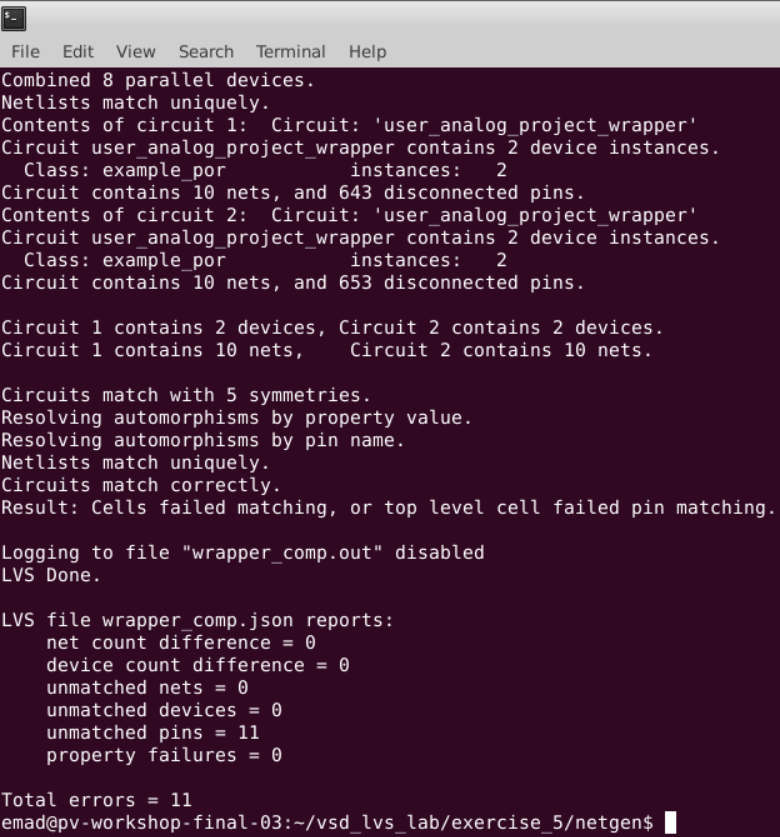 File Edit View Search Terminal Help
Combined 8 parallel devices.
Netlists match uniquely.
Contents of circuit 1:  Circuit: 'user_analog_project_wrapper'
Circuit user_analog_project_wrapper contains 2 device instances.
  Class: example_por           instances:   2
Circuit contains 10 nets, and 643 disconnected pins.
Contents of circuit 2:  Circuit: 'user_analog_project_wrapper'
Circuit user_analog_project_wrapper contains 2 device instances.
  Class: example_por           instances:   2
Circuit contains 10 nets, and 653 disconnected pins.

Circuit 1 contains 2 devices, Circuit 2 contains 2 devices.
Circuit 1 contains 10 nets,    Circuit 2 contains 10 nets.

Circuits match with 5 symmetries.
Resolving automorphisms by property value.
Resolving automorphisms by pin name.
Netlists match uniquely.
Circuits match correctly.
Result: Cells failed matching, or top level cell failed pin matching.

Logging to file "wrapper_comp.out" disabled
LVS Done.

LVS file wrapper_comp.json reports:
    net count difference = 0
    device count difference = 0
    unmatched nets = 0
    unmatched devices = 0
    unmatched pins = 11
    property failures = 0

Total errors = 11
emad@pv-workshop-final-03:~/vsd_lvs_lab/exercise_5/netgen$